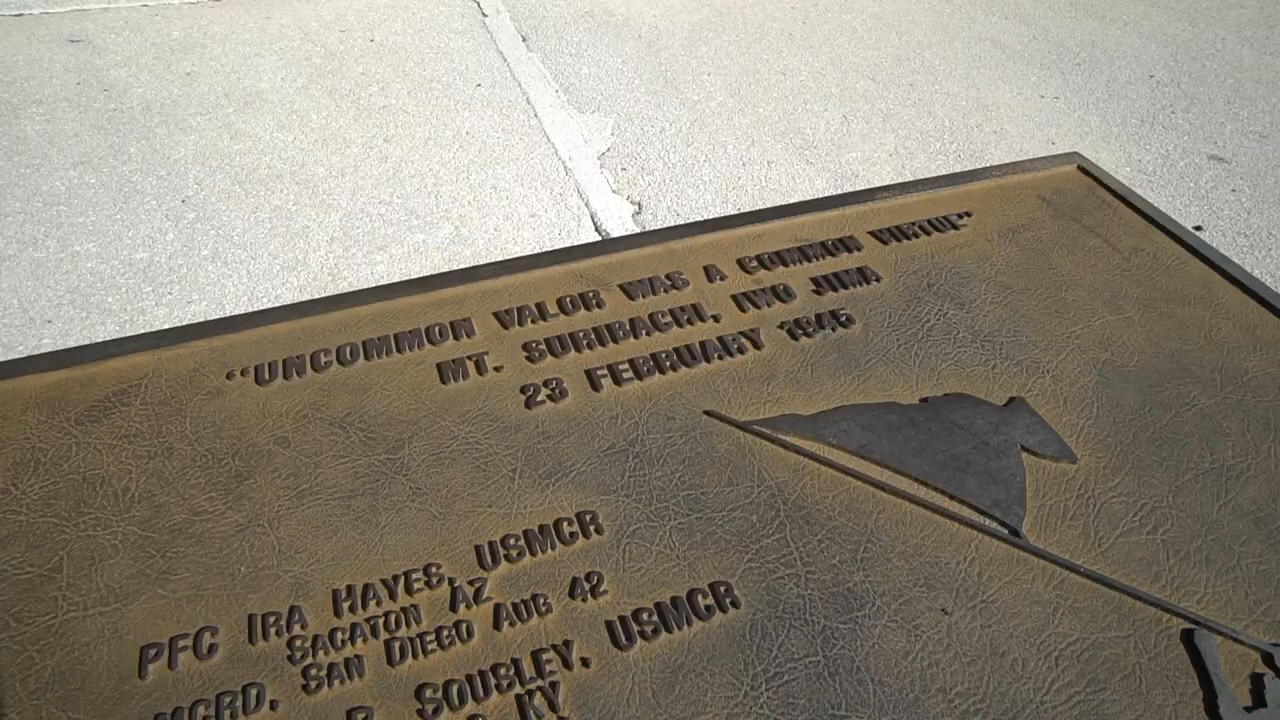 “UNCOMMON VALOR WAS A COMMON VIRTUE”
MT. SURIBACHI, IWO JIMA
23 FEBRUARY 1945
PFC IRA HAYES, USMCR
SACATON AZ
MCRD, SAN DIEGO AUG 42
R. SOUSLEY, USMCR
KY